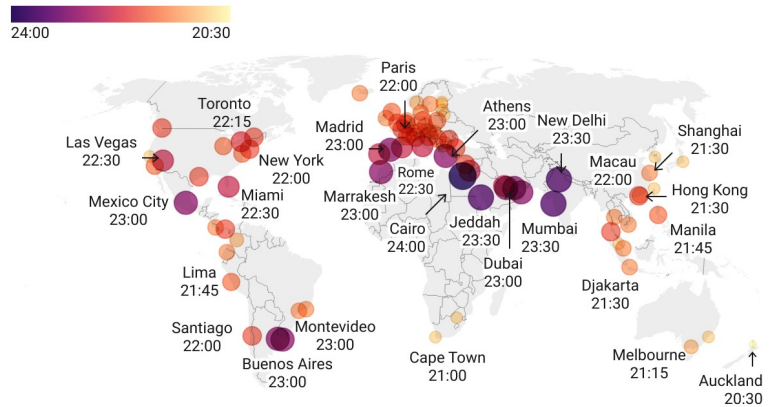 24:00
20:30
Paris
22:00
Toronto
22:15
Athens
23:00
New Delhi
23:30
Shanghai
21:30
Las Vegas
22:30
Madrid
23:00
New York
22:00
Rome
22:30
Macau
22:00
Mexico City
23:00
Miami
22:30
Marrakesh
23:00
Hong Kong
21:30
Cairo
24:00
Jeddah
23:30
Mumbai
23:30
Manila
21:45
Dubai
23:00
Lima
21:45
Djakarta
21:30
Santiago
22:00
Montevideo
23:00
Buenos Aires
23:00
Cape Town
21:00
Melbourne
21:15
Auckland
20:30